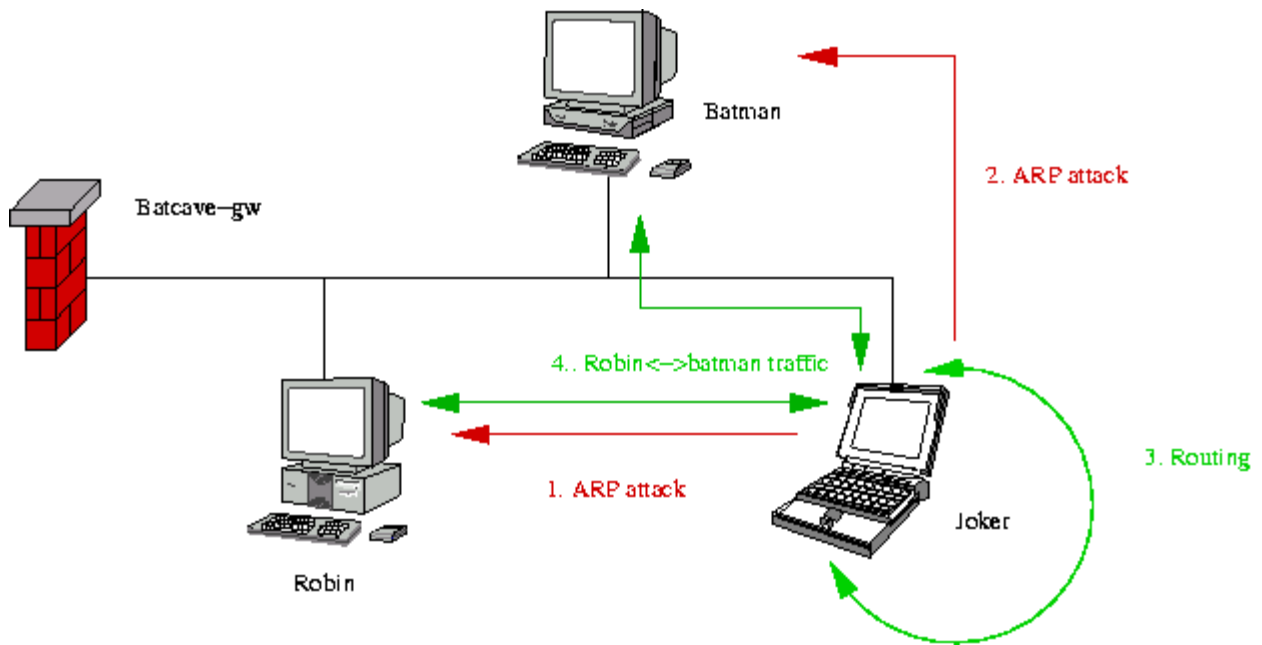 Batman
2. ARP attack
Batcave-gw
4.. Robin<->batman traffic
3. Routing
1. ARP attack
Joker
Robin